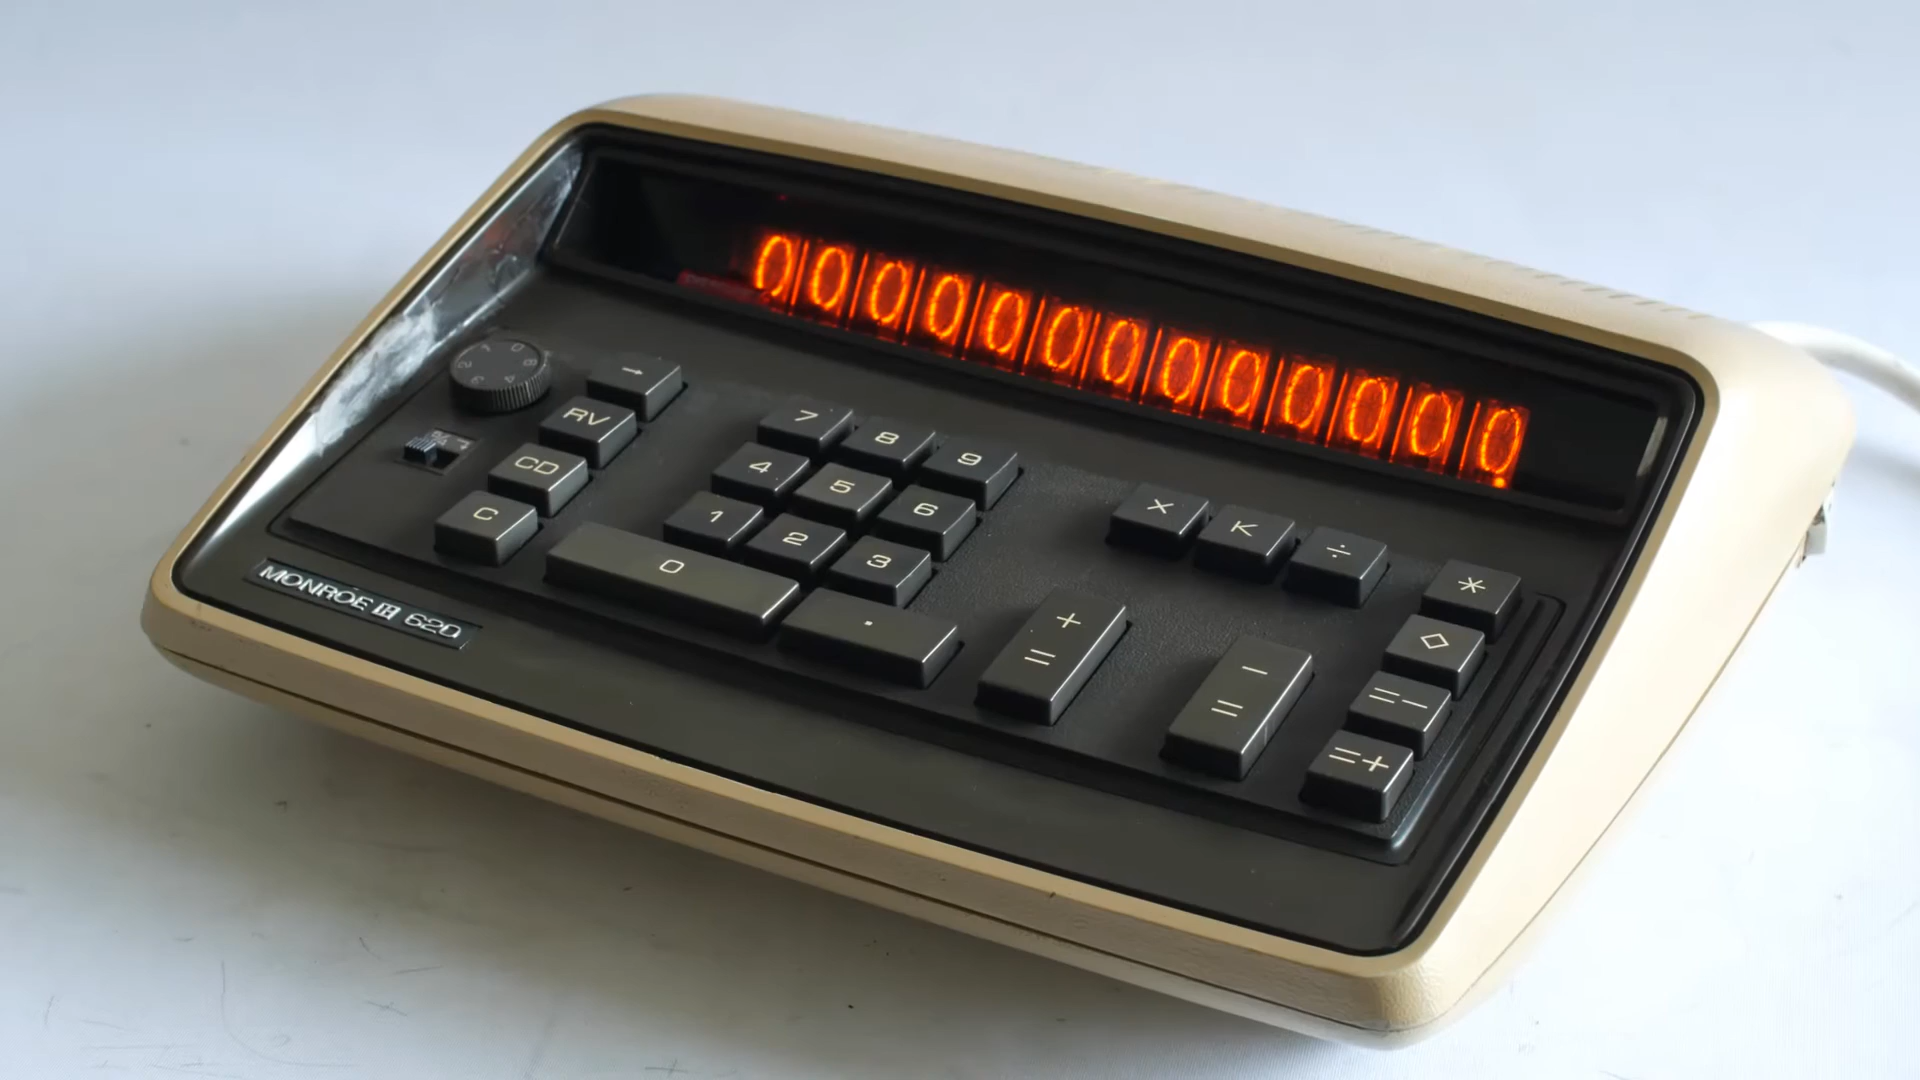 0000000000000.
→
RV
CD
C
7 8 9
4 5 6
1 2 3
0 .
× K ÷
+
=
−
=
*
◇
=−
=+
MONROE 620